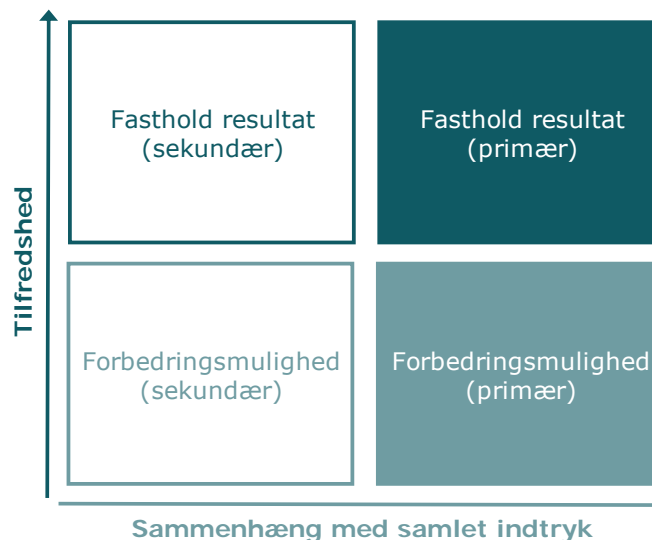 Tilfredshed
Fasthold resultat
(sekundær)
Fasthold resultat
(primær)
Forbedringsmulighed
(sekundær)
Forbedringsmulighed
(primær)
Sammenhæng med samlet indtryk